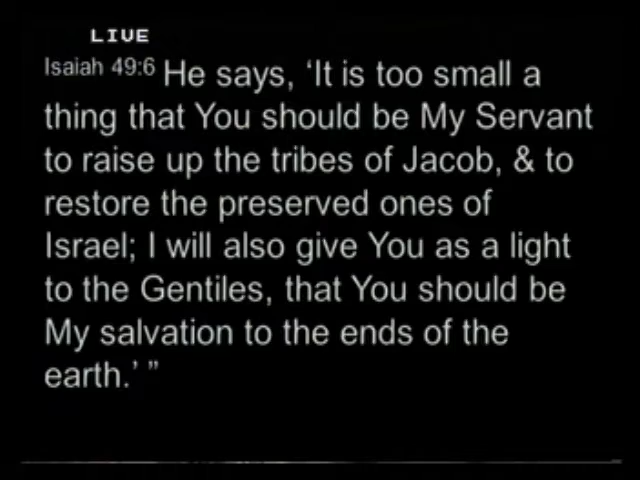 LIVE
Isaiah 49:6 He says, ‘It is too small a
thing that You should be My Servant
to raise up the tribes of Jacob, & to
restore the preserved ones of
Israel; I will also give You as a light
to the Gentiles, that You should be
My salvation to the ends of the
earth.’ ”